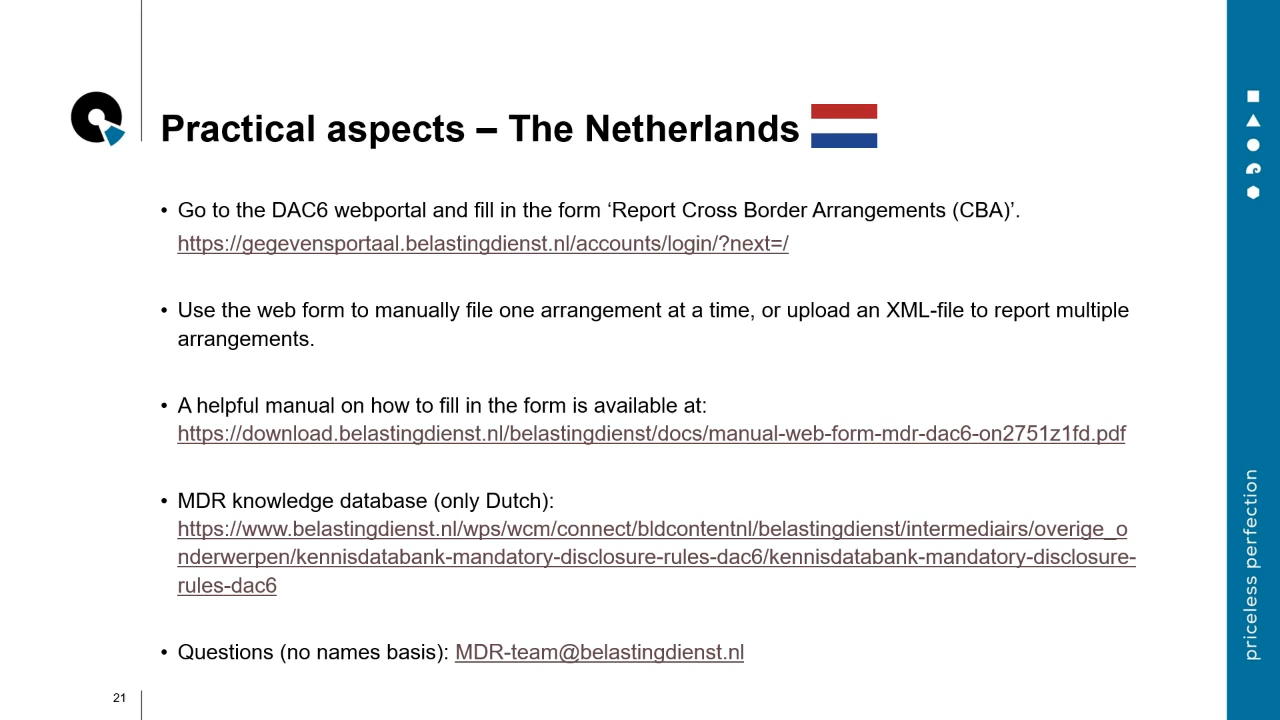 Practical aspects – The Netherlands
• Go to the DAC6 webportal and fill in the form ‘Report Cross Border Arrangements (CBA)’.
https://gegevensportaal.belastingdienst.nl/accounts/login/?next=/
• Use the web form to manually file one arrangement at a time, or upload an XML-file to report multiple
arrangements.
• A helpful manual on how to fill in the form is available at:
https://download.belastingdienst.nl/belastingdienst/docs/manual-web-form-mdr-dac6-on2751z1fd.pdf
• MDR knowledge database (only Dutch):
https://www.belastingdienst.nl/wps/wcm/connect/bldcontentnl/belastingdienst/intermediairs/overige_o
nderwerpen/kennisdatabank-mandatory-disclosure-rules-dac6/kennisdatabank-mandatory-disclosure-
rules-dac6
• Questions (no names basis): MDR-team@belastingdienst.nl
21
priceless perfection